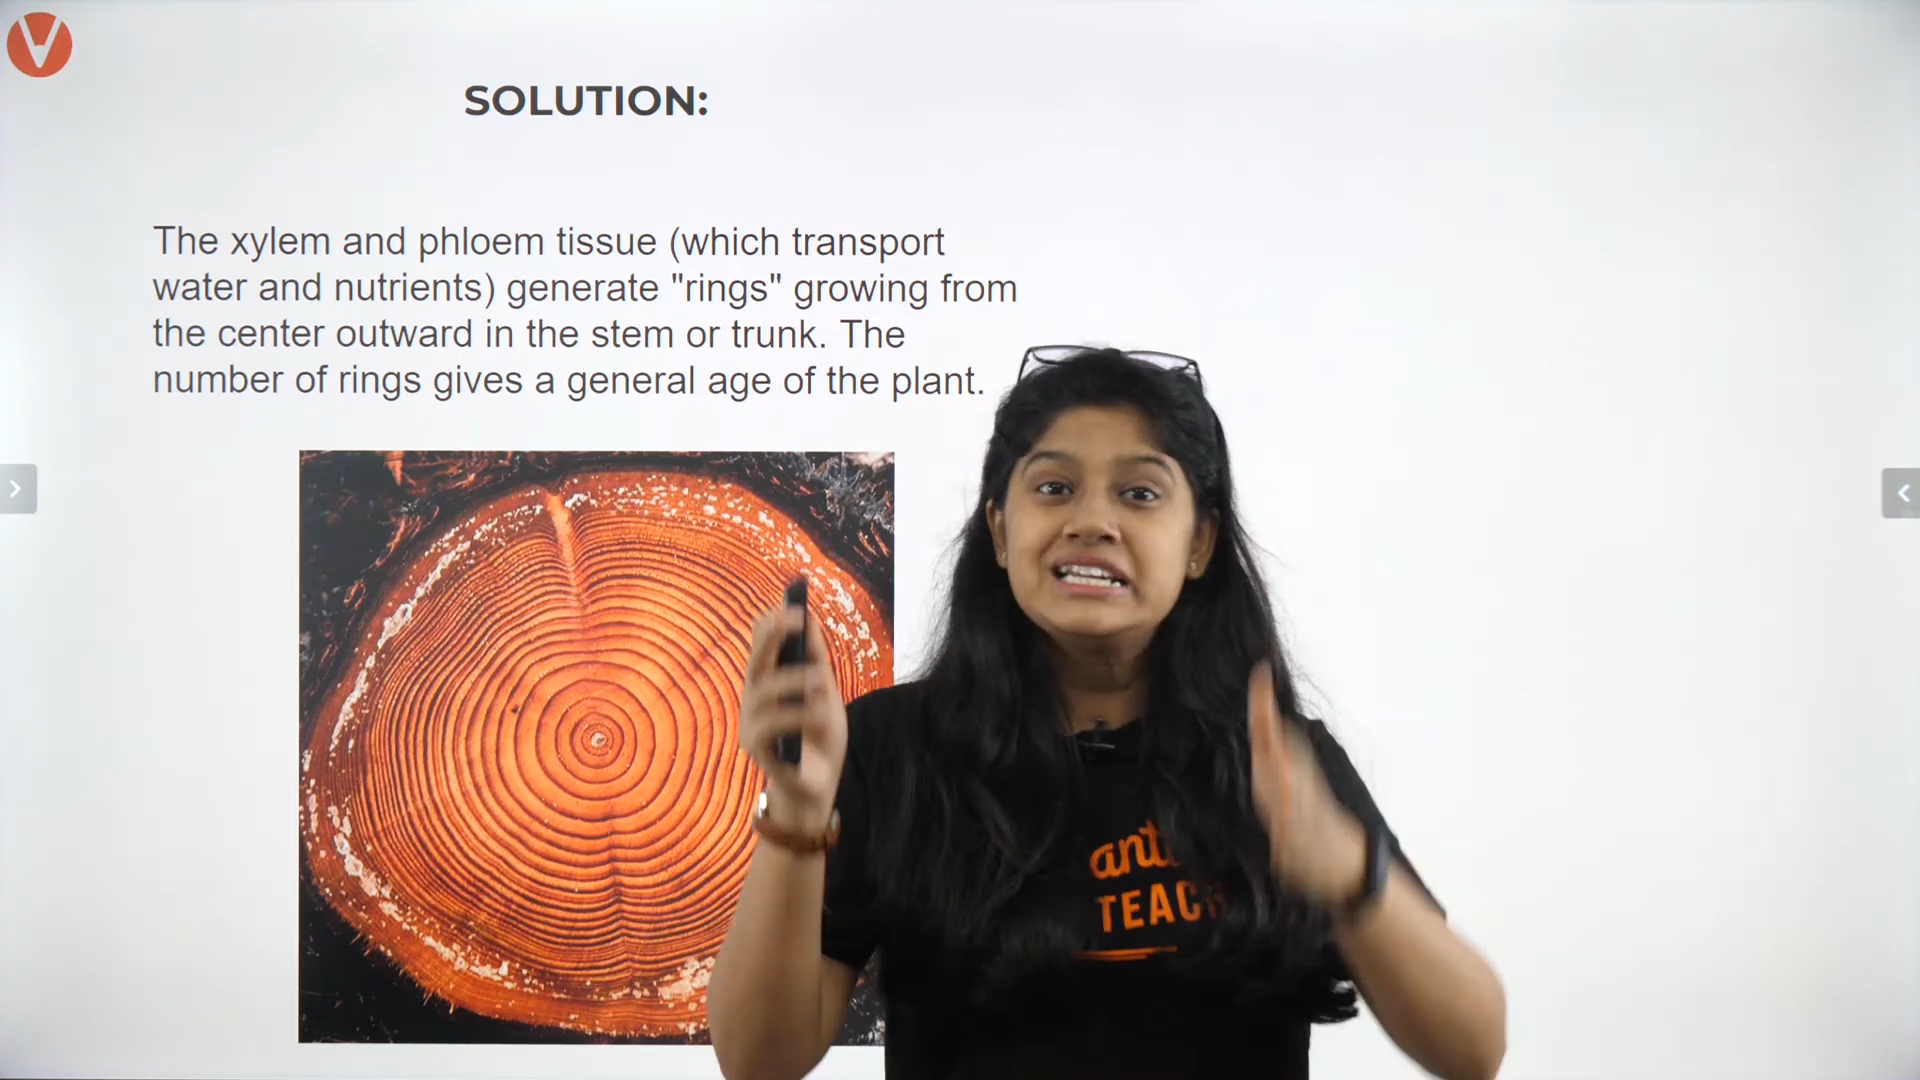 SOLUTION:
The xylem and phloem tissue (which transport
water and nutrients) generate "rings" growing from
the center outward in the stem or trunk. The
number of rings gives a general age of the plant.